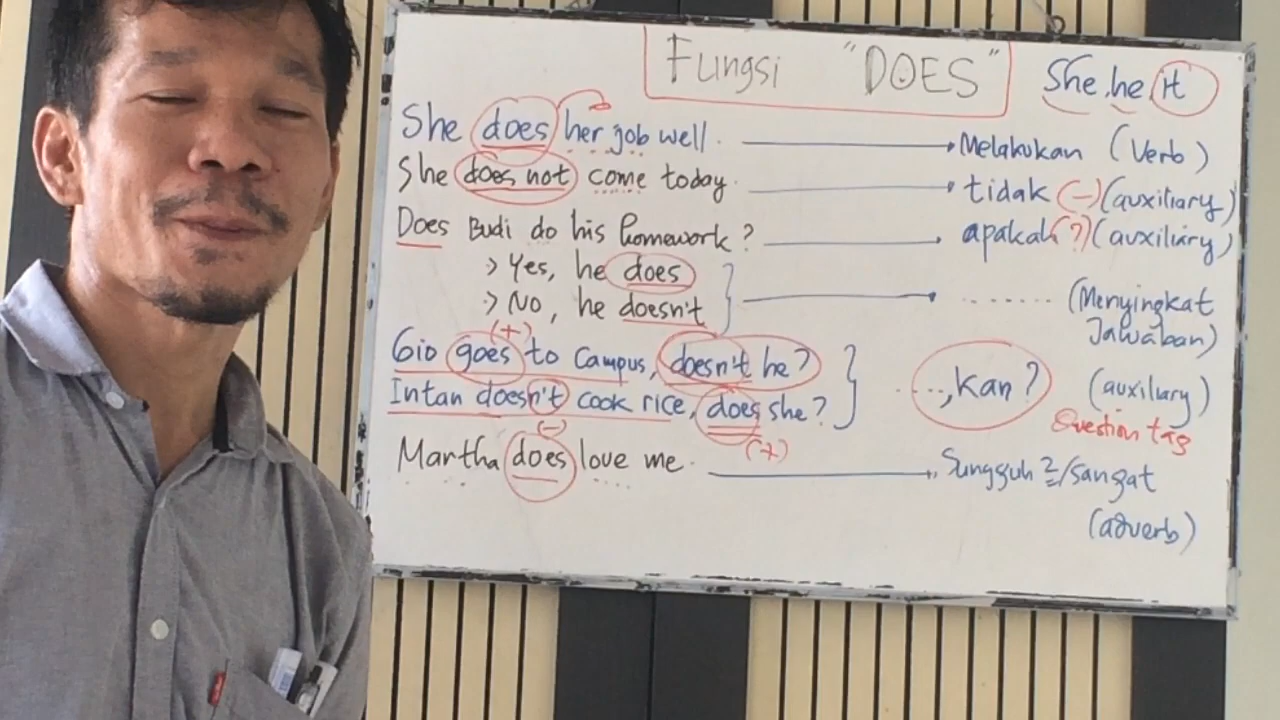 Fungsi "DOES" She, he, it
She does her job well. Melakukan (Verb)
She does not come today. tidak (-) (auxiliary)
Does Budi do his homework? apakah (?) (auxiliary)
> Yes, he does
> No, he doesn't ........ (Menyingkat Jawaban)
(+)
Gio goes to campus, doesn't he?
Intan doesn't cook rice, does she? ....., kan? (auxiliary)
(-) (+) Question tag
Martha does love me. Sungguh2/sangat
(adverb)